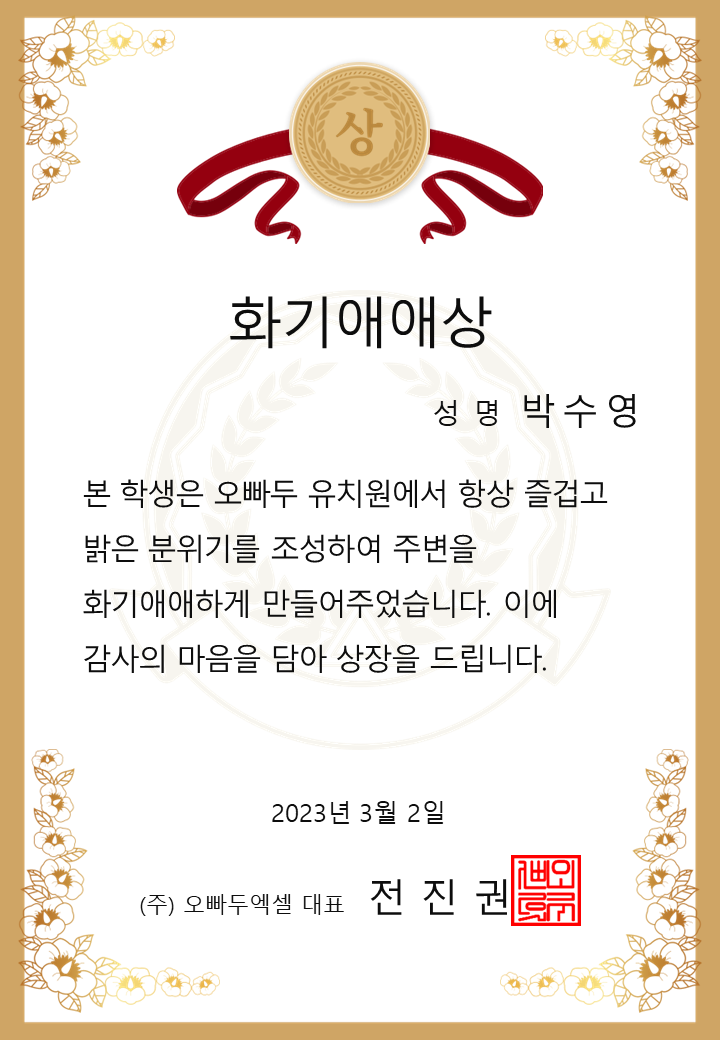 상
화기애애상
성 명 박 수 영
본 학생은 오빠두 유치원에서 항상 즐겁고
밝은 분위기를 조성하여 주변을
화기애애하게 만들어주었습니다. 이에
감사의 마음을 담아 상장을 드립니다.
2023년 3월 2일
(주) 오빠두엑셀 대표 전 진 권